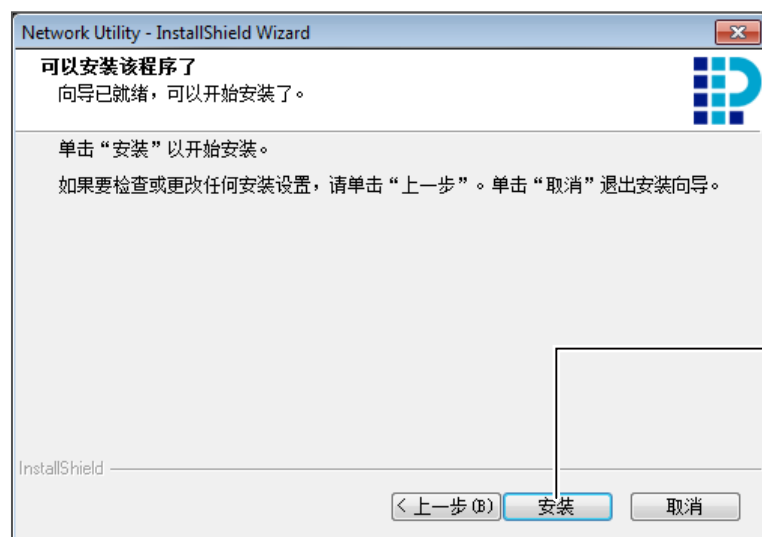 Network Utility - InstallShield Wizard
可以安装该程序了
向导已就绪，可以开始安装了。
单击“安装”以开始安装。
如果要检查或更改任何安装设置，请单击“上一步”。单击“取消”退出安装向导。
InstallShield
< 上一步(B)
安装
取消